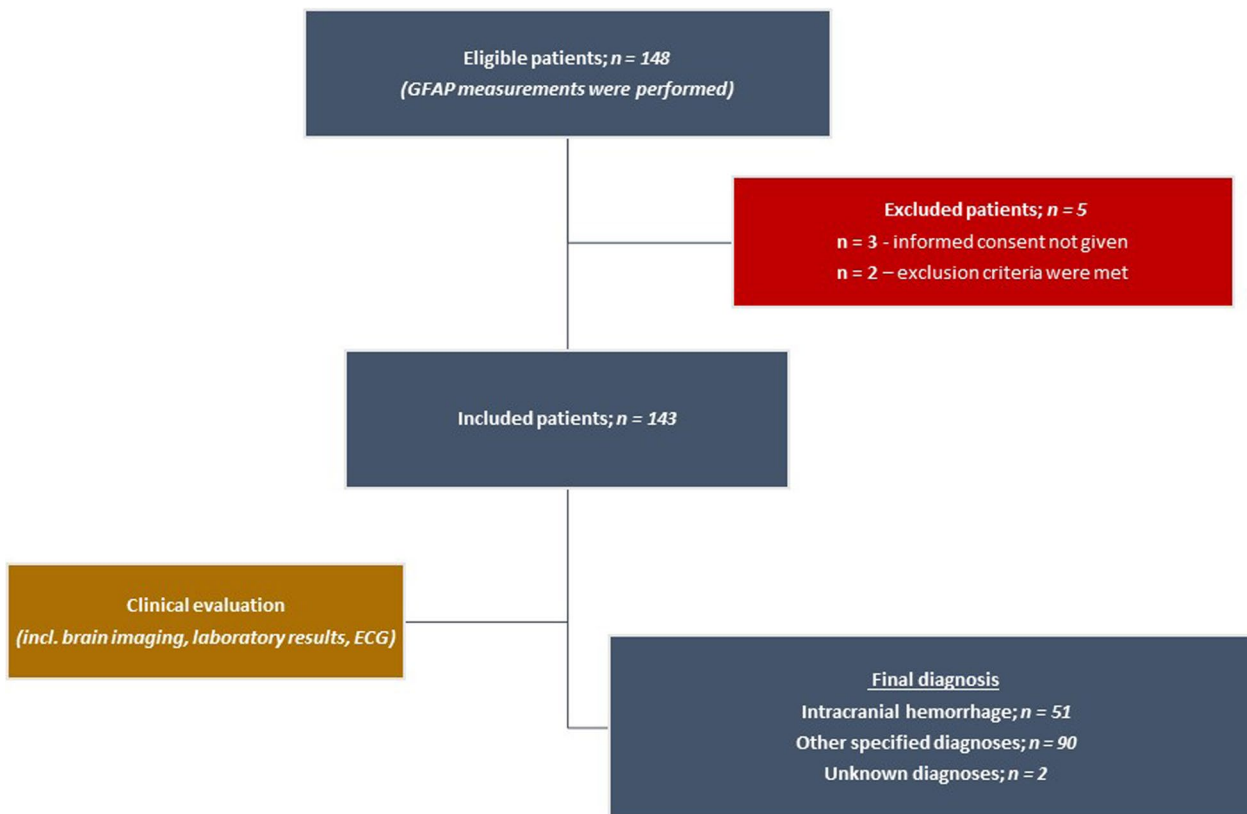 Eligible patients; n = 148
(GFAP measurements were performed)
Excluded patients; n = 5
n = 3 - informed consent not given
n = 2 – exclusion criteria were met
Included patients; n = 143
Clinical evaluation
(incl. brain imaging, laboratory results, ECG)
Final diagnosis
Intracranial hemorrhage; n = 51
Other specified diagnoses; n = 90
Unknown diagnoses; n = 2